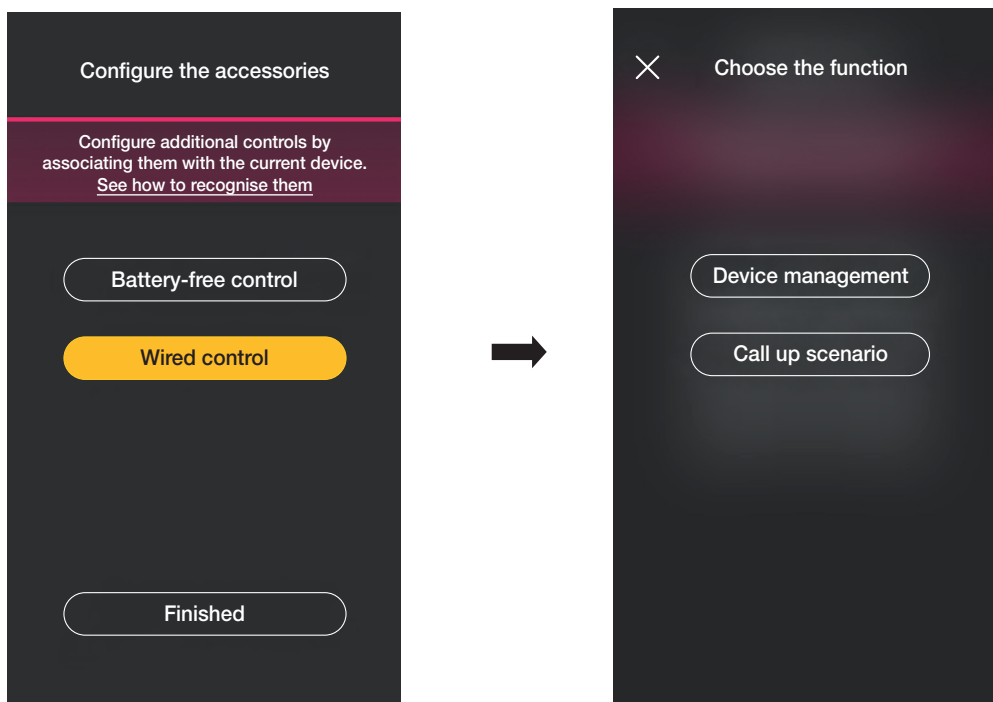 Configure the accessories
Configure additional controls by
associating them with the current device.
See how to recognise them
Battery-free control
Wired control
Finished
Choose the function
Device management
Call up scenario